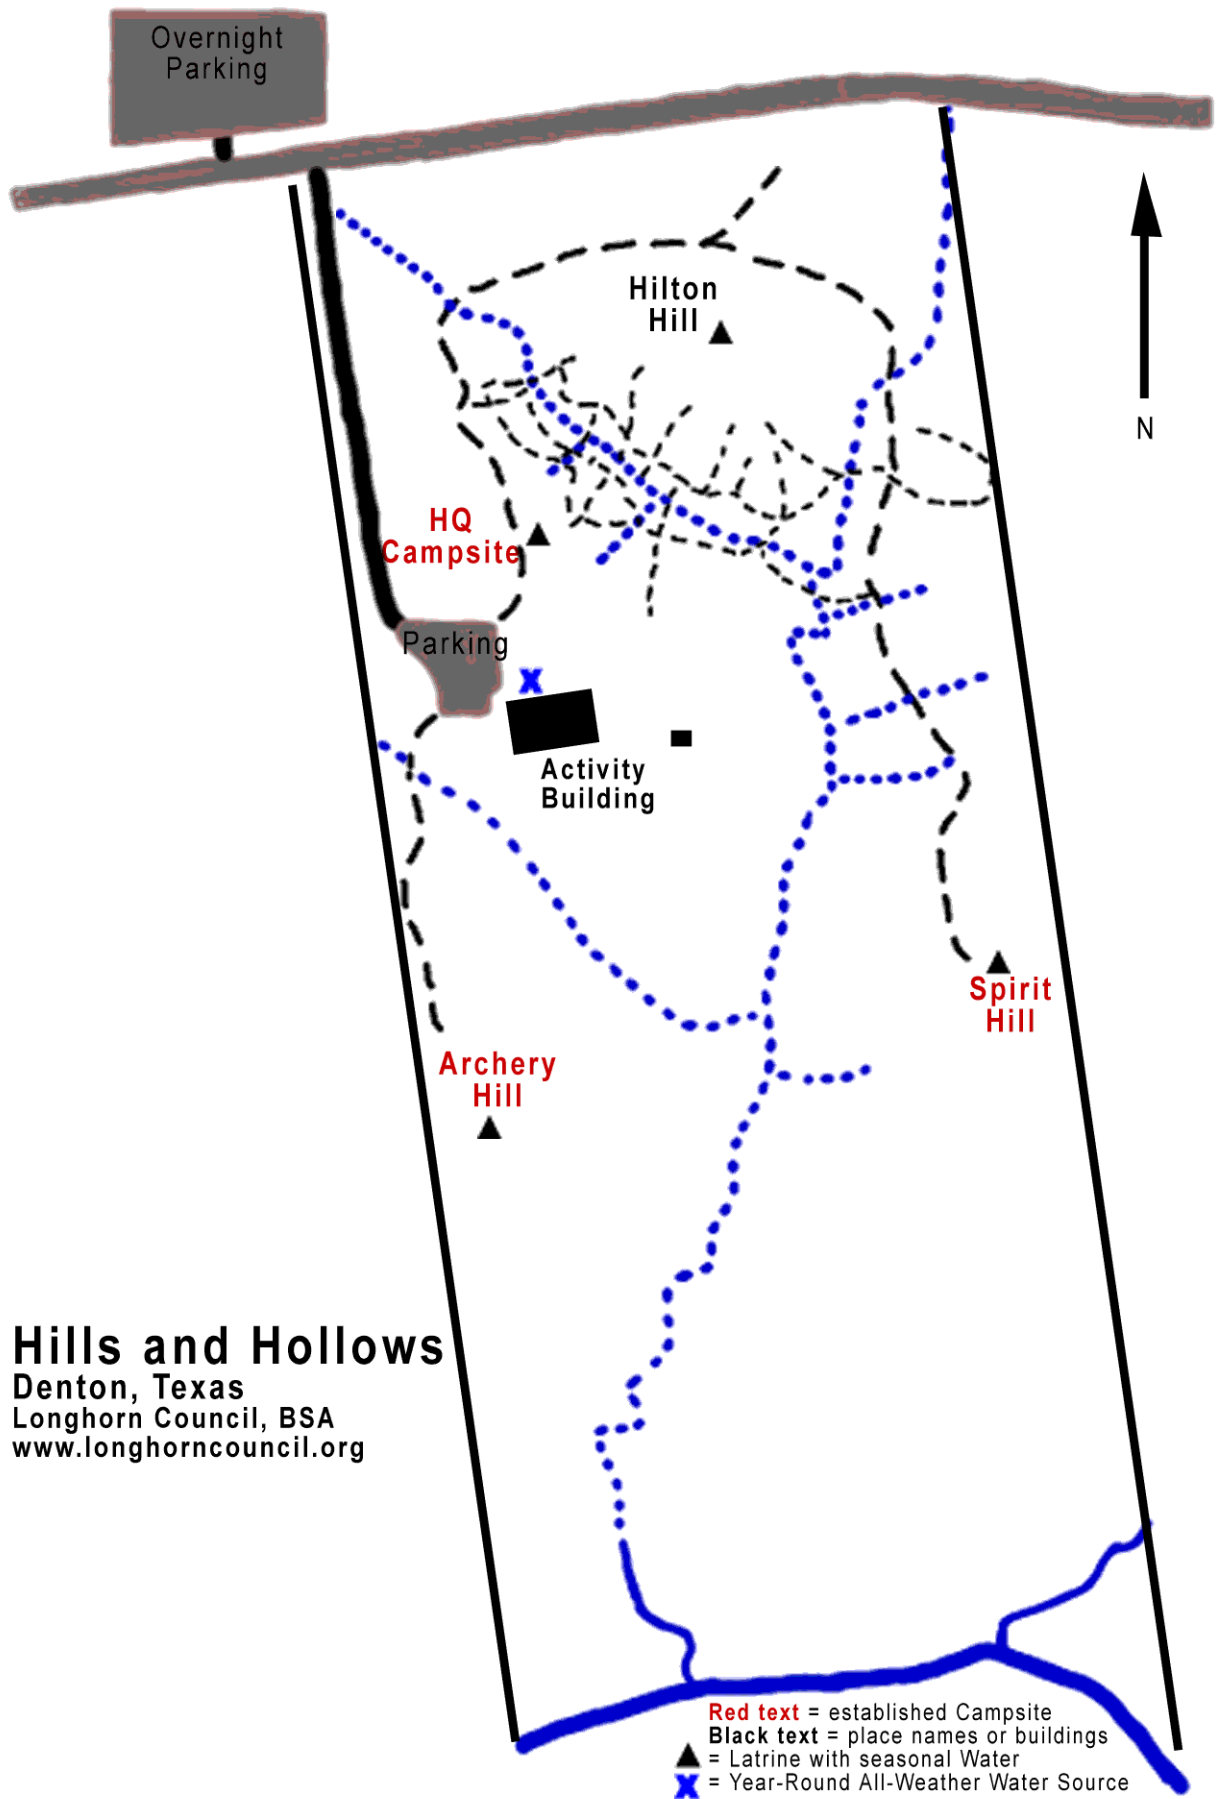 Overnight
Parking
Hilton
Hill
N
HQ
Campsite
Parking
X
Activity
Building
Spirit
Hill
Archery
Hill
Hills and Hollows
Denton, Texas
Longhorn Council, BSA
www.longhorncouncil.org
Red text = established Campsite
Black text = place names or buildings
= Latrine with seasonal Water
X = Year-Round All-Weather Water Source